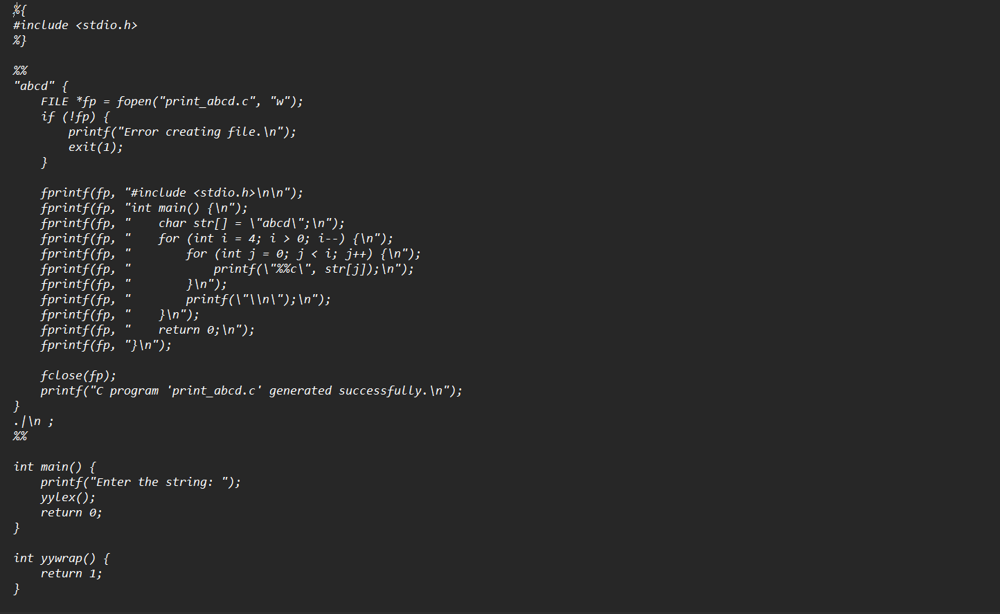 %{
#include <stdio.h>
%}

%%
"abcd" {
    FILE *fp = fopen("print_abcd.c", "w");
    if (!fp) {
        printf("Error creating file.\n");
        exit(1);
    }

    fprintf(fp, "#include <stdio.h>\n\n");
    fprintf(fp, "int main() {\n");
    fprintf(fp, "    char str[] = \"abcd\";\n");
    fprintf(fp, "    for (int i = 4; i > 0; i--) {\n");
    fprintf(fp, "        for (int j = 0; j < i; j++) {\n");
    fprintf(fp, "            printf(\"%%c\", str[j]);\n");
    fprintf(fp, "        }\n");
    fprintf(fp, "        printf(\"\\n\");\n");
    fprintf(fp, "    }\n");
    fprintf(fp, "    return 0;\n");
    fprintf(fp, "}\n");

    fclose(fp);
    printf("C program 'print_abcd.c' generated successfully.\n");
}
.|\n ;
%%

int main() {
    printf("Enter the string: ");
    yylex();
    return 0;
}

int yywrap() {
    return 1;
}